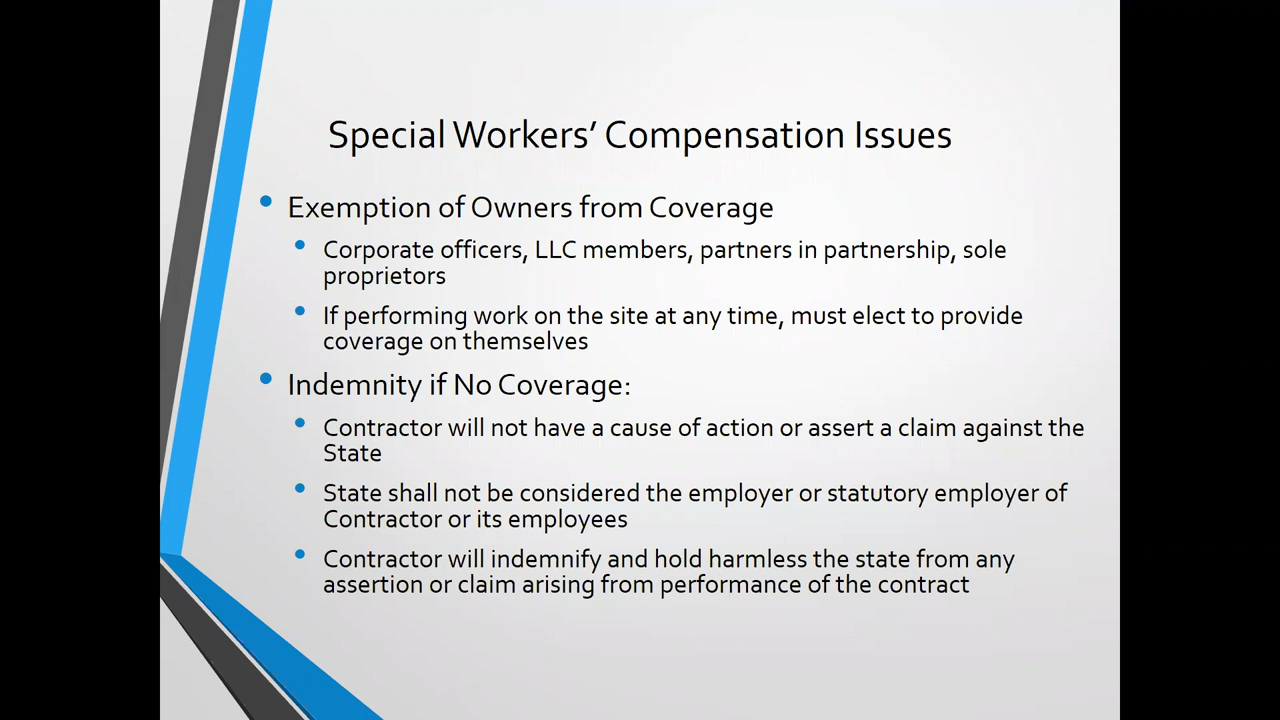 Special Workers’ Compensation Issues
Exemption of Owners from Coverage
Corporate officers, LLC members, partners in partnership, sole
proprietors
If performing work on the site at any time, must elect to provide
coverage on themselves
Indemnity if No Coverage:
Contractor will not have a cause of action or assert a claim against the
State
State shall not be considered the employer or statutory employer of
Contractor or its employees
Contractor will indemnify and hold harmless the state from any
assertion or claim arising from performance of the contract